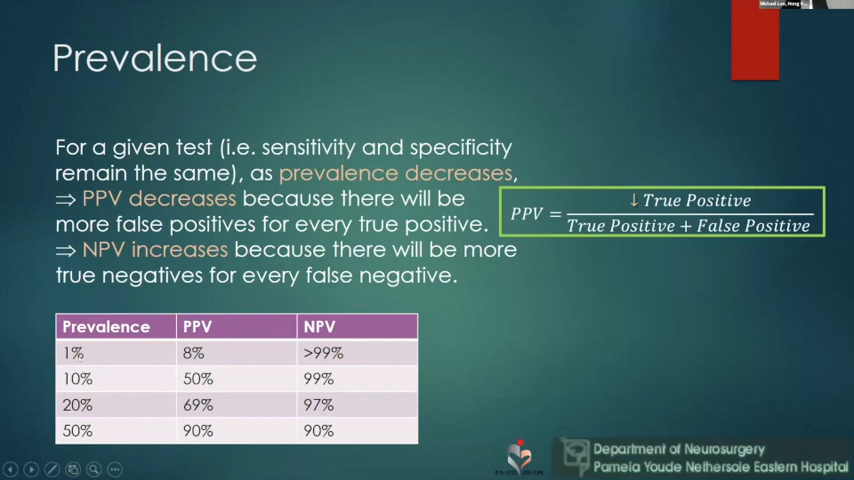 Michael Lee, Hong K...
Prevalence
For a given test (i.e. sensitivity and specificity
remain the same), as prevalence decreases,
⇒ PPV decreases because there will be
more false positives for every true positive.
⇒ NPV increases because there will be more
true negatives for every false negative.
PPV = ↓ True Positive / True Positive + False Positive
Prevalence PPV NPV
1% 8% >99%
10% 50% 99%
20% 69% 97%
50% 90% 90%
Department of Neurosurgery
Pamela Youde Nethersole Eastern Hospital